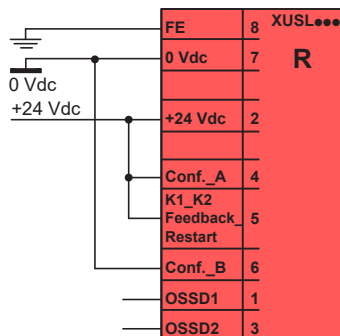 XUSL●●●
R
FE 8
0 Vdc 7
0 Vdc
+24 Vdc
+24 Vdc 2
Conf._A 4
K1_K2
Feedback_ 5
Restart
Conf._B 6
OSSD1 1
OSSD2 3